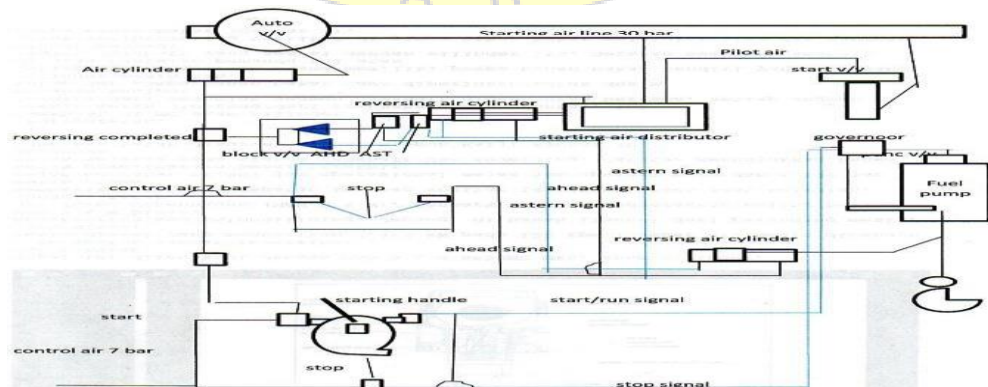 Auto
v/v
Starting air line 30 bar
Pilot air
Air cylinder
start v/v
reversing air cylinder
reversing completed
starting air distributor
governoor
block v/v AHD AST
astern signal
control air 7 bar
stop
ahead signal
Fuel
pump
astern signal
reversing air cylinder
ahead signal
starting handle
start/run signal
start
control air 7 bar
stop
stop signal